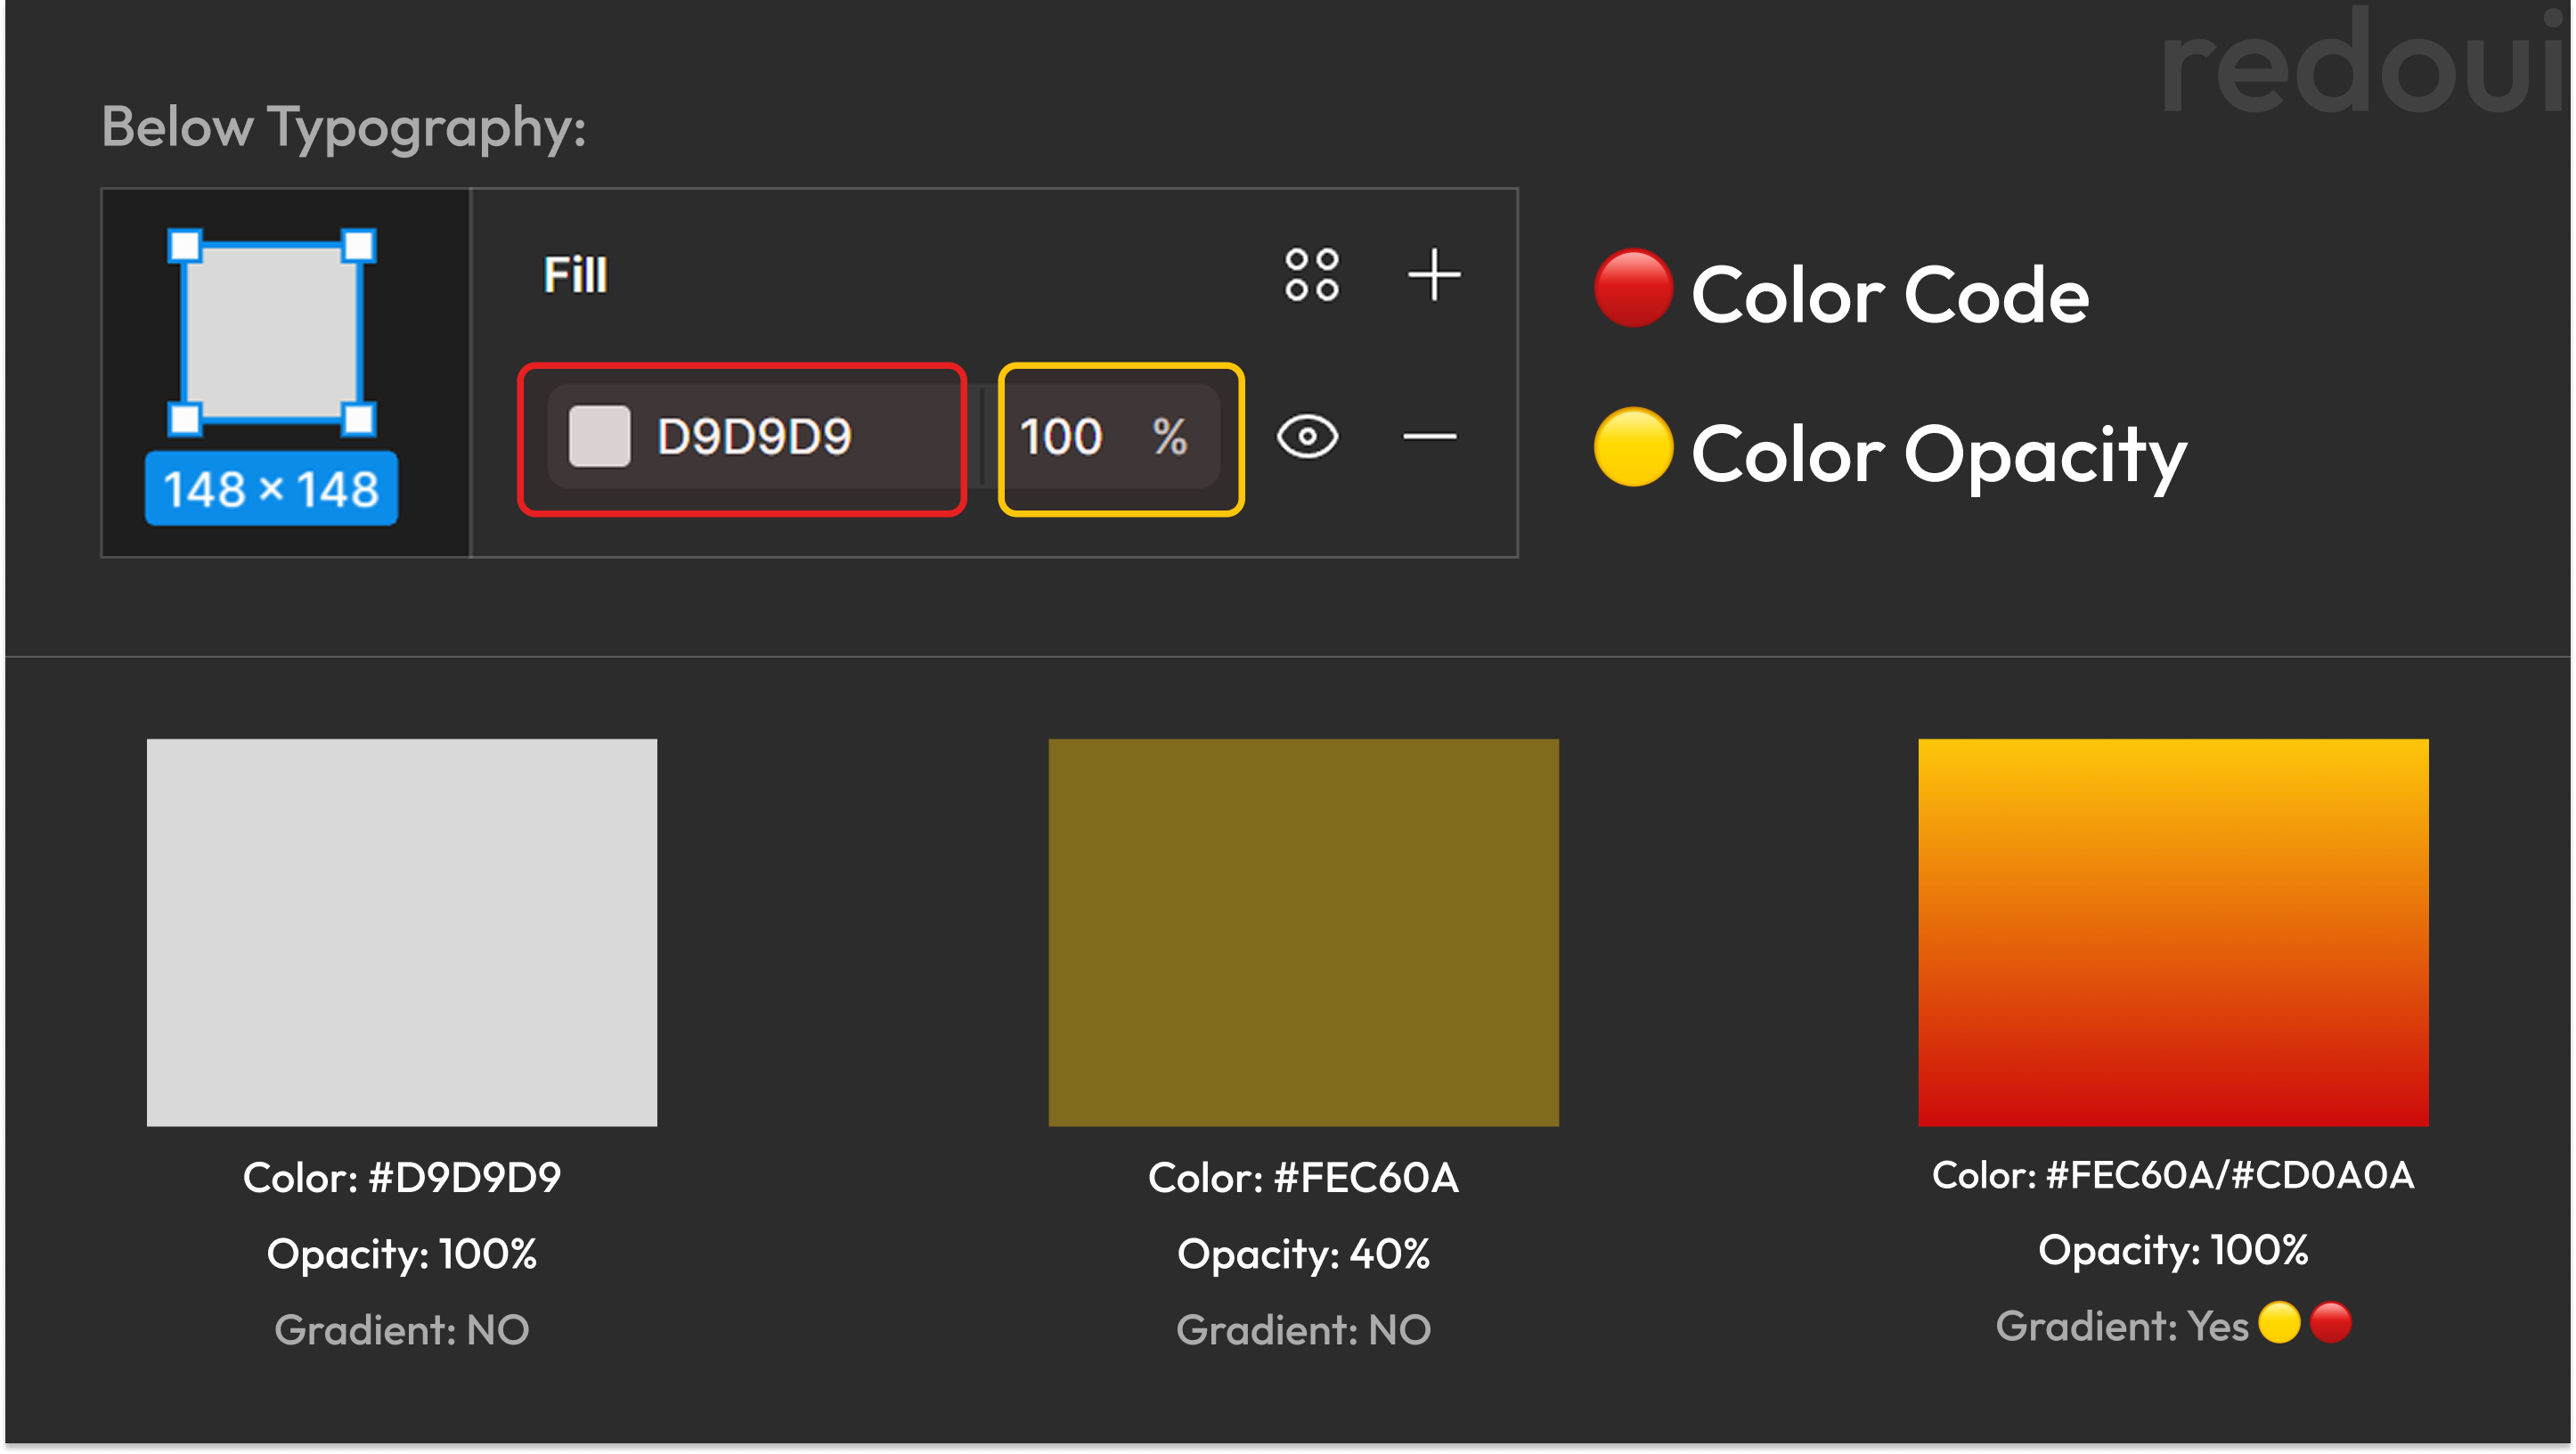 redoui
Below Typography:
Fill
D9D9D9 100 %
148 × 148
Color Code
Color Opacity
Color: #D9D9D9
Opacity: 100%
Gradient: NO
Color: #FEC60A
Opacity: 40%
Gradient: NO
Color: #FEC60A/#CD0A0A
Opacity: 100%
Gradient: Yes